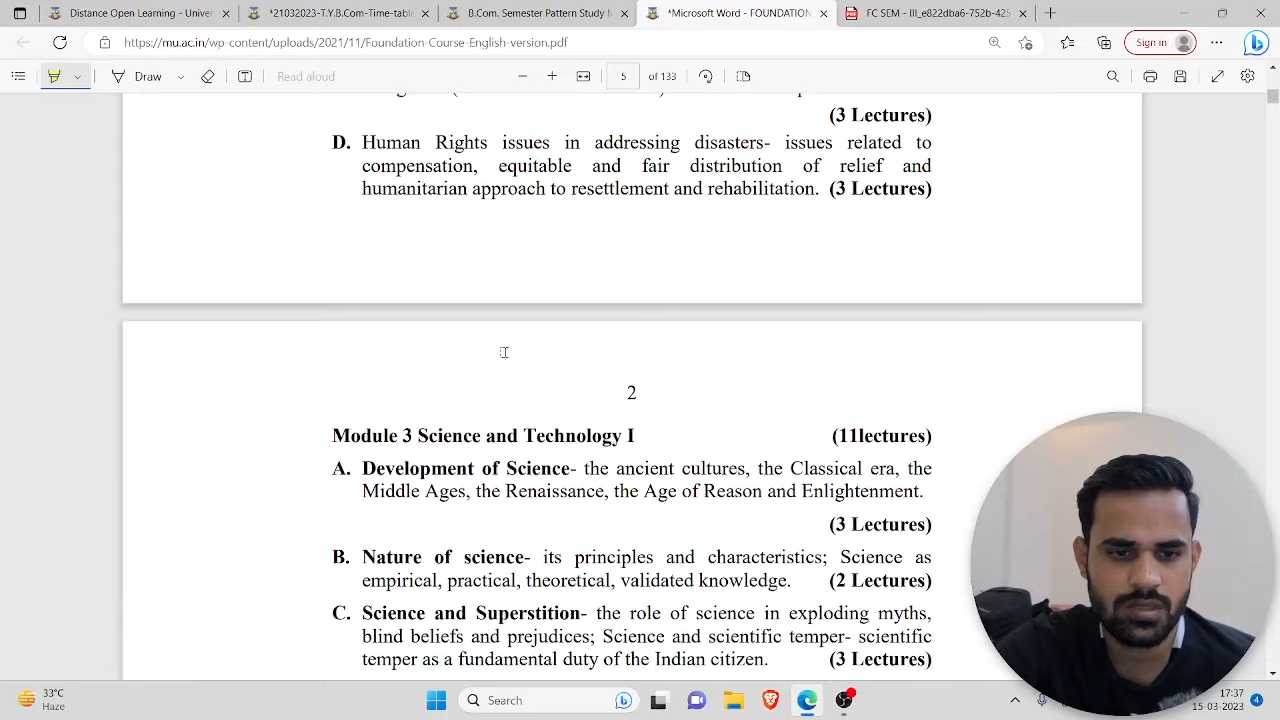 Distance Open Learning - Univer
*21032023-T.Y.B.Com-Time-table
B.Com. Semester Pattern Study M
*Microsoft Word - FOUNDATION
FC SEM - III_e822dba6-752b-425
https://mu.ac.in/wp-content/uploads/2021/11/Foundation-Course-English-version.pdf
Sign in
Draw
Read aloud
5 of 133
(3 Lectures)
D. Human Rights issues in addressing disasters- issues related to
compensation, equitable and fair distribution of relief and
humanitarian approach to resettlement and rehabilitation. (3 Lectures)
2
Module 3 Science and Technology I (11lectures)
A. Development of Science- the ancient cultures, the Classical era, the
Middle Ages, the Renaissance, the Age of Reason and Enlightenment.
(3 Lectures)
B. Nature of science- its principles and characteristics; Science as
empirical, practical, theoretical, validated knowledge. (2 Lectures)
C. Science and Superstition- the role of science in exploding myths,
blind beliefs and prejudices; Science and scientific temper- scientific
temper as a fundamental duty of the Indian citizen. (3 Lectures)
33°C
Haze
Search
17:37
4